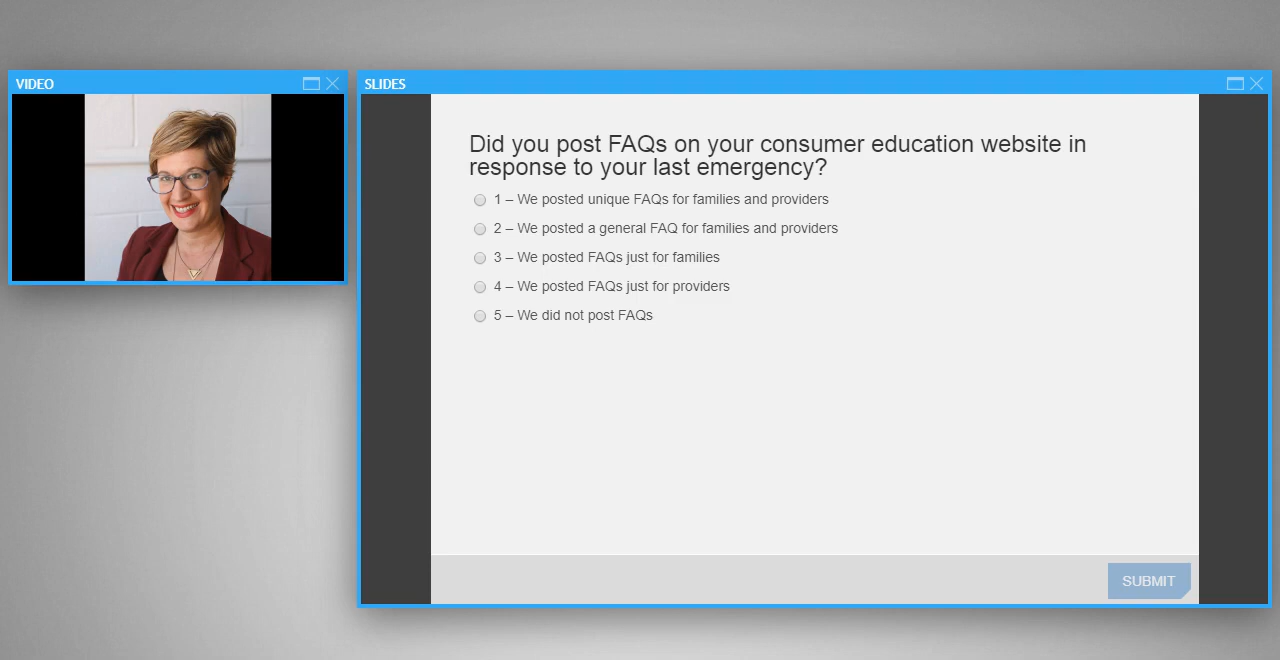 VIDEO
SLIDES
Did you post FAQs on your consumer education website in
response to your last emergency?
1 – We posted unique FAQs for families and providers
2 – We posted a general FAQ for families and providers
3 – We posted FAQs just for families
4 – We posted FAQs just for providers
5 – We did not post FAQs
SUBMIT